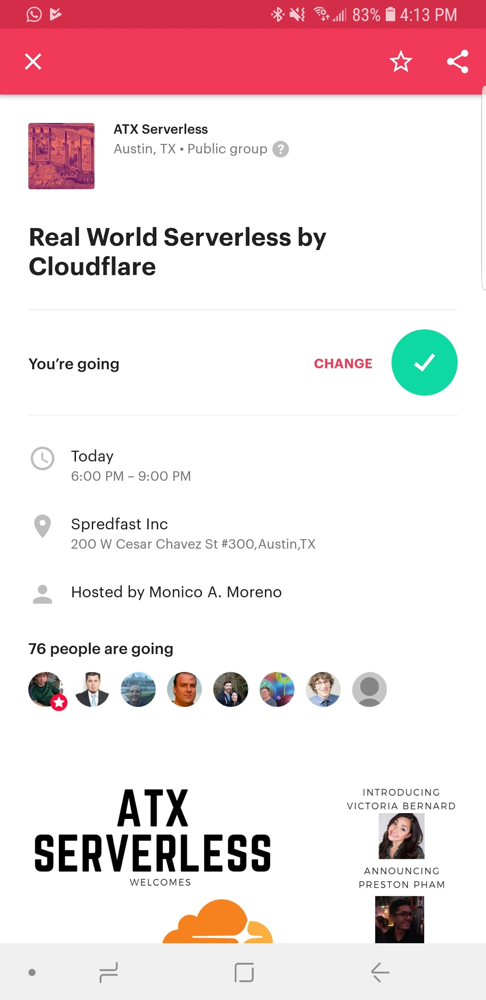 83% 4:13 PM
ATX Serverless
Austin, TX • Public group ?
Capitol
TEX
Real World Serverless by
Cloudflare
You’re going
CHANGE
Today
6:00 PM – 9:00 PM
Spredfast Inc
200 W Cesar Chavez St #300,Austin,TX
Hosted by Monico A. Moreno
76 people are going
ATX
SERVERLESS
WELCOMES
INTRODUCING
VICTORIA BERNARD
ANNOUNCING
PRESTON PHAM